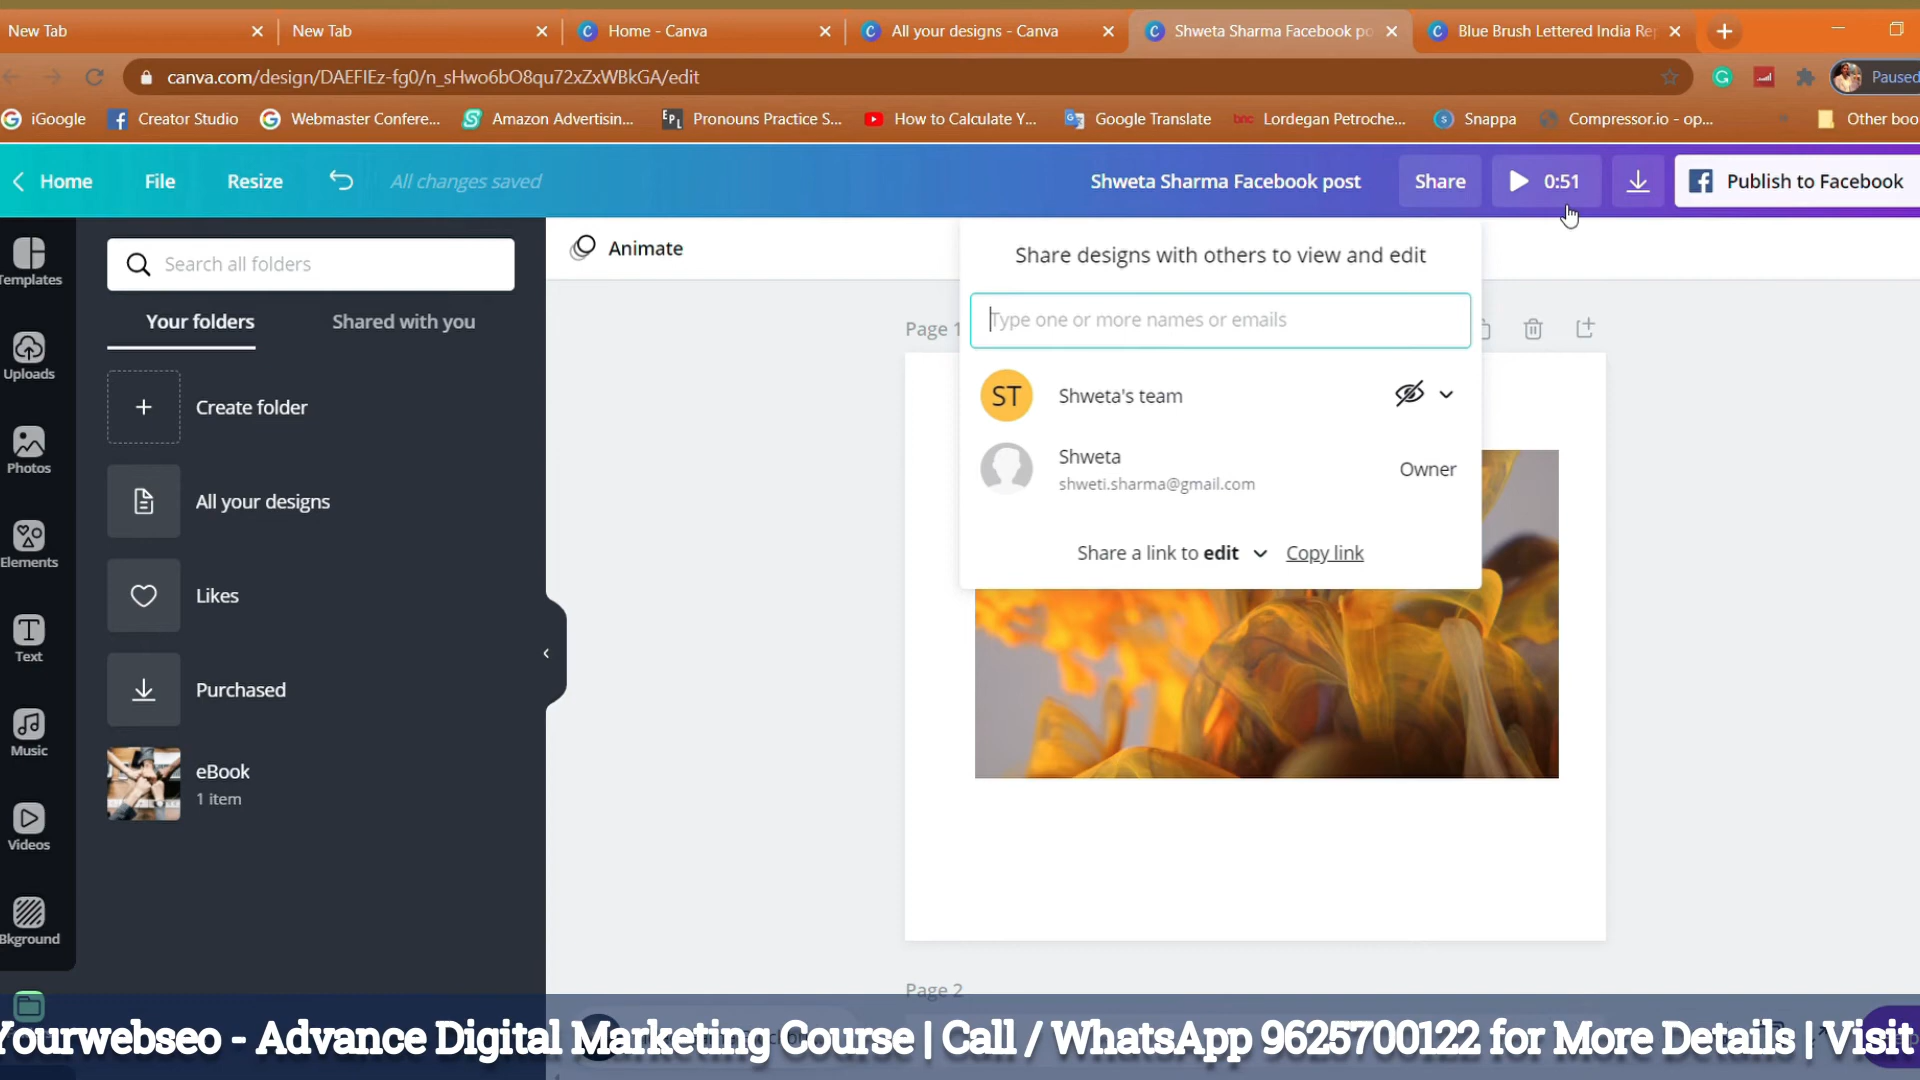 New Tab
New Tab
Home - Canva
All your designs - Canva
Shweta Sharma Facebook po
Blue Brush Lettered India Re
canva.com/design/DAEFIEz-fg0/n_sHwo6bO8qu72xZxWBkGA/edit
Paused
iGoogle
Creator Studio
Webmaster Confere...
Amazon Advertisin...
EPL
Pronouns Practice S...
How to Calculate Y...
Google Translate
bnc
Lordegan Petroche...
Snappa
Compressor.io - op...
Other boo
Home
File
Resize
All changes saved
Shweta Sharma Facebook post
Share
0:51
Publish to Facebook
Templates
Uploads
Photos
Elements
Text
Music
Videos
Bkground
Search all folders
Your folders
Shared with you
Create folder
All your designs
Likes
Purchased
eBook
1 item
Animate
Page 1
Share designs with others to view and edit
Type one or more names or emails
ST
Shweta's team
Shweta
shweti.sharma@gmail.com
Owner
Share a link to edit
Copy link
Page 2
Yourwebseo - Advance Digital Marketing Course | Call / WhatsApp 9625700122 for More Details | Visit